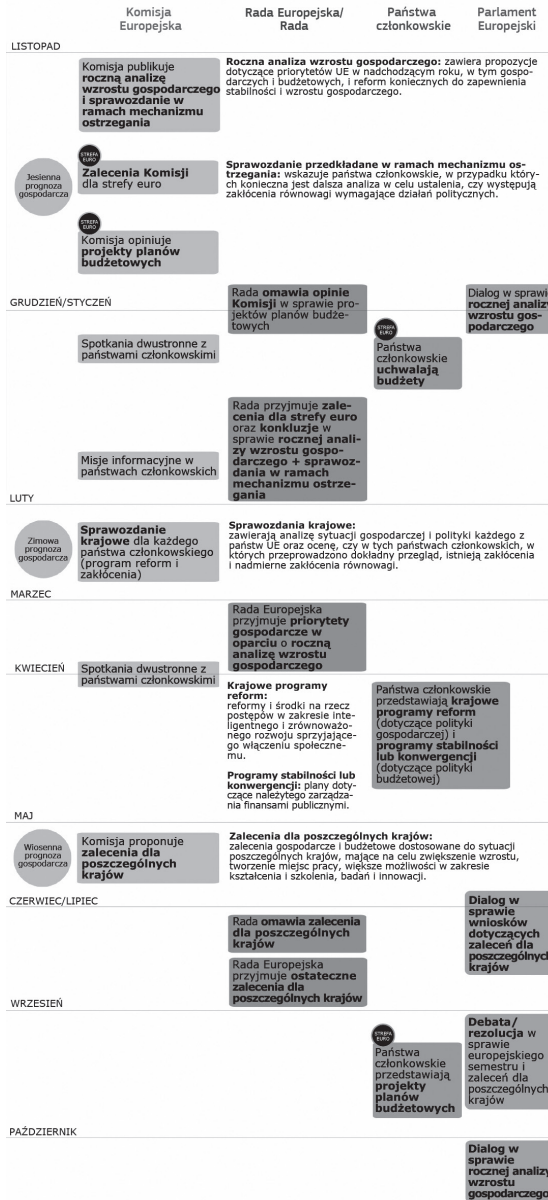 Komisja
Europejska
Rada Europejska/
Rada
Państwa
członkowskie
Parlament
Europejski
LISTOPAD
Komisja publikuje
roczną analizę
wzrostu gospodarczego
i sprawozdanie w
ramach mechanizmu
ostrzegania
Roczna analiza wzrostu gospodarczego: zawiera propozycje
dotyczące priorytetów UE w nadchodzącym roku, w tym gospo-
darczych i budżetowych, i reform koniecznych do zapewnienia
stabilności i wzrostu gospodarczego.
Jesienna
prognoza
gospodarcza
STREFA
EURO
Zalecenia Komisji
dla strefy euro
Sprawozdanie przedkładane w ramach mechanizmu os-
trzegania: wskazuje państwa członkowskie, w przypadku któr-
ych konieczna jest dalsza analiza w celu ustalenia, czy występują
zakłócenia równowagi wymagające działań politycznych.
STREFA
EURO
Komisja opiniuje
projekty planów
budżetowych
GRUDZIEŃ/STYCZEŃ
Rada omawia opinie
Komisji w sprawie pro-
jektów planów budże-
towych
Dialog w sprawie
rocznej analizy
wzrostu gos-
podarczego
Spotkania dwustronne z
państwami członkowskimi
STREFA
EURO
Państwa
członkowskie
uchwalają
budżety
Rada przyjmuje zale-
cenia dla strefy euro
oraz konkluzje w
sprawie rocznej anali-
zy wzrostu gospo-
darczego + sprawoz-
dania w ramach
mechanizmu ostrze-
gania
Misje informacyjne w
państwach członkowskich
LUTY
Zimowa
prognoza
gospodarcza
Sprawozdanie
krajowe dla każdego
państwa członkowskiego
(program reform i
zakłócenia)
Sprawozdania krajowe:
zawierają analizę sytuacji gospodarczej i polityki każdego z
państw UE oraz ocenę, czy w tych państwach członkowskich, w
których przeprowadzono dokładny przegląd, istnieją zakłócenia
i nadmierne zakłócenia równowagi.
MARZEC
Rada Europejska
przyjmuje priorytety
gospodarcze w
oparciu o roczną
analizę wzrostu
gospodarczego
KWIECIEŃ
Spotkania dwustronne z
państwami członkowskimi
Krajowe programy
reform:
reformy i środki na rzecz
postępów w zakresie inte-
ligentnego i zrównoważo-
nego rozwoju sprzyjające-
go włączeniu społeczne-
mu.
Programy stabilności lub
konwergencji: plany doty-
czące należytego zarządza-
nia finansami publicznymi.
Państwa członkowskie
przedstawiają krajowe
programy reform
(dotyczące polityki
gospodarczej) i
programy stabilności
lub konwergencji
(dotyczące polityki
budżetowej)
MAJ
Wiosenna
prognoza
gospodarcza
Komisja proponuje
zalecenia dla
poszczególnych
krajów
Zalecenia dla poszczególnych krajów:
zalecenia gospodarcze i budżetowe dostosowane do sytuacji
poszczególnych krajów, mające na celu zwiększenie wzrostu,
tworzenie miejsc pracy, większe możliwości w zakresie
kształcenia i szkolenia, badań i innowacji.
CZERWIEC/LIPIEC
Dialog w
sprawie
wniosków
dotyczących
zaleceń dla
poszczególnych
krajów
Rada omawia zalecenia
dla poszczególnych
krajów
Rada Europejska
przyjmuje ostateczne
zalecenia dla
poszczególnych krajów
WRZESIEŃ
STREFA
EURO
Państwa
członkowskie
przedstawiają
projekty
planów
budżetowych
Debata/
rezolucja w
sprawie
europejskiego
semestru i
zaleceń dla
poszczególnych
krajów
PAŹDZIERNIK
Dialog w
sprawie
rocznej analizy
wzrostu
gospodarczego